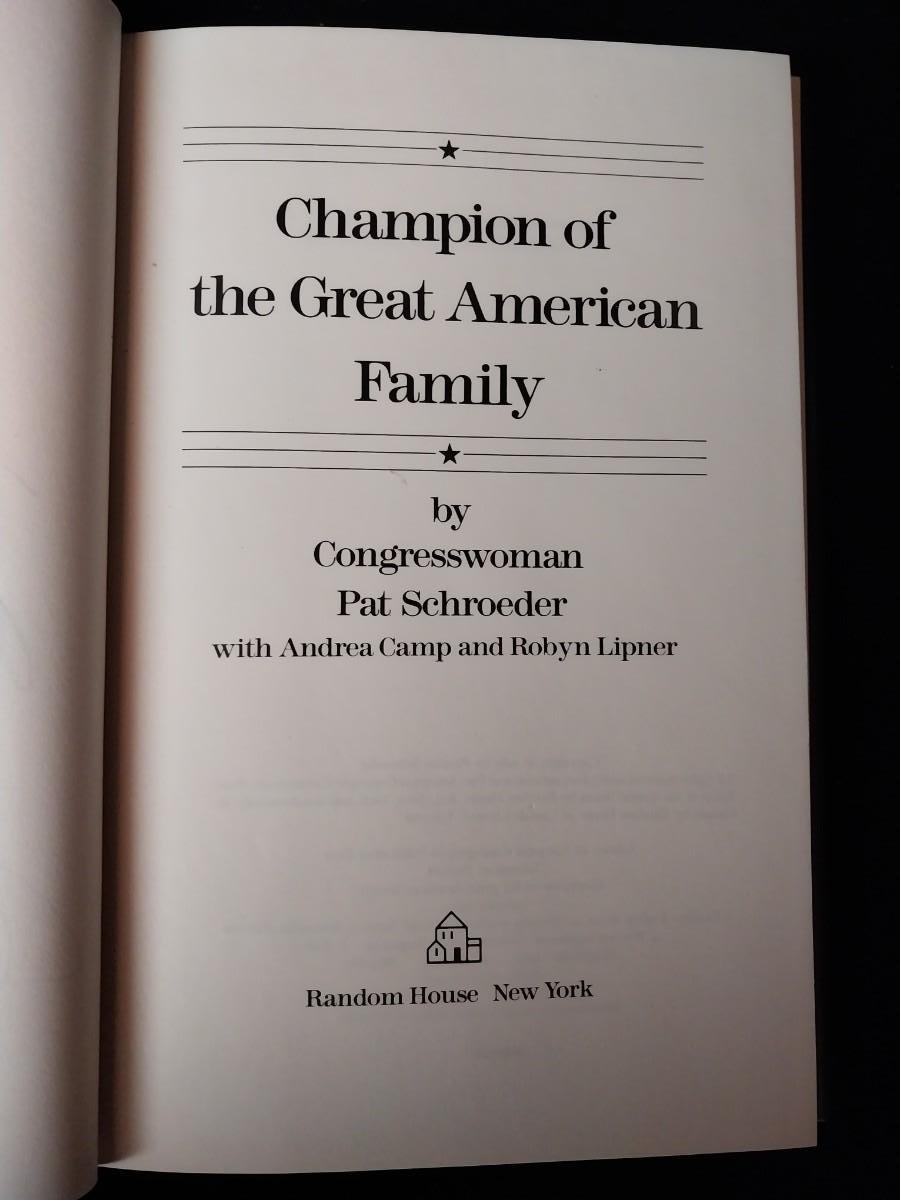 Champion of
the Great American
Family
by
Congresswoman
Pat Schroeder
with Andrea Camp and Robyn Lipner
Random House New York